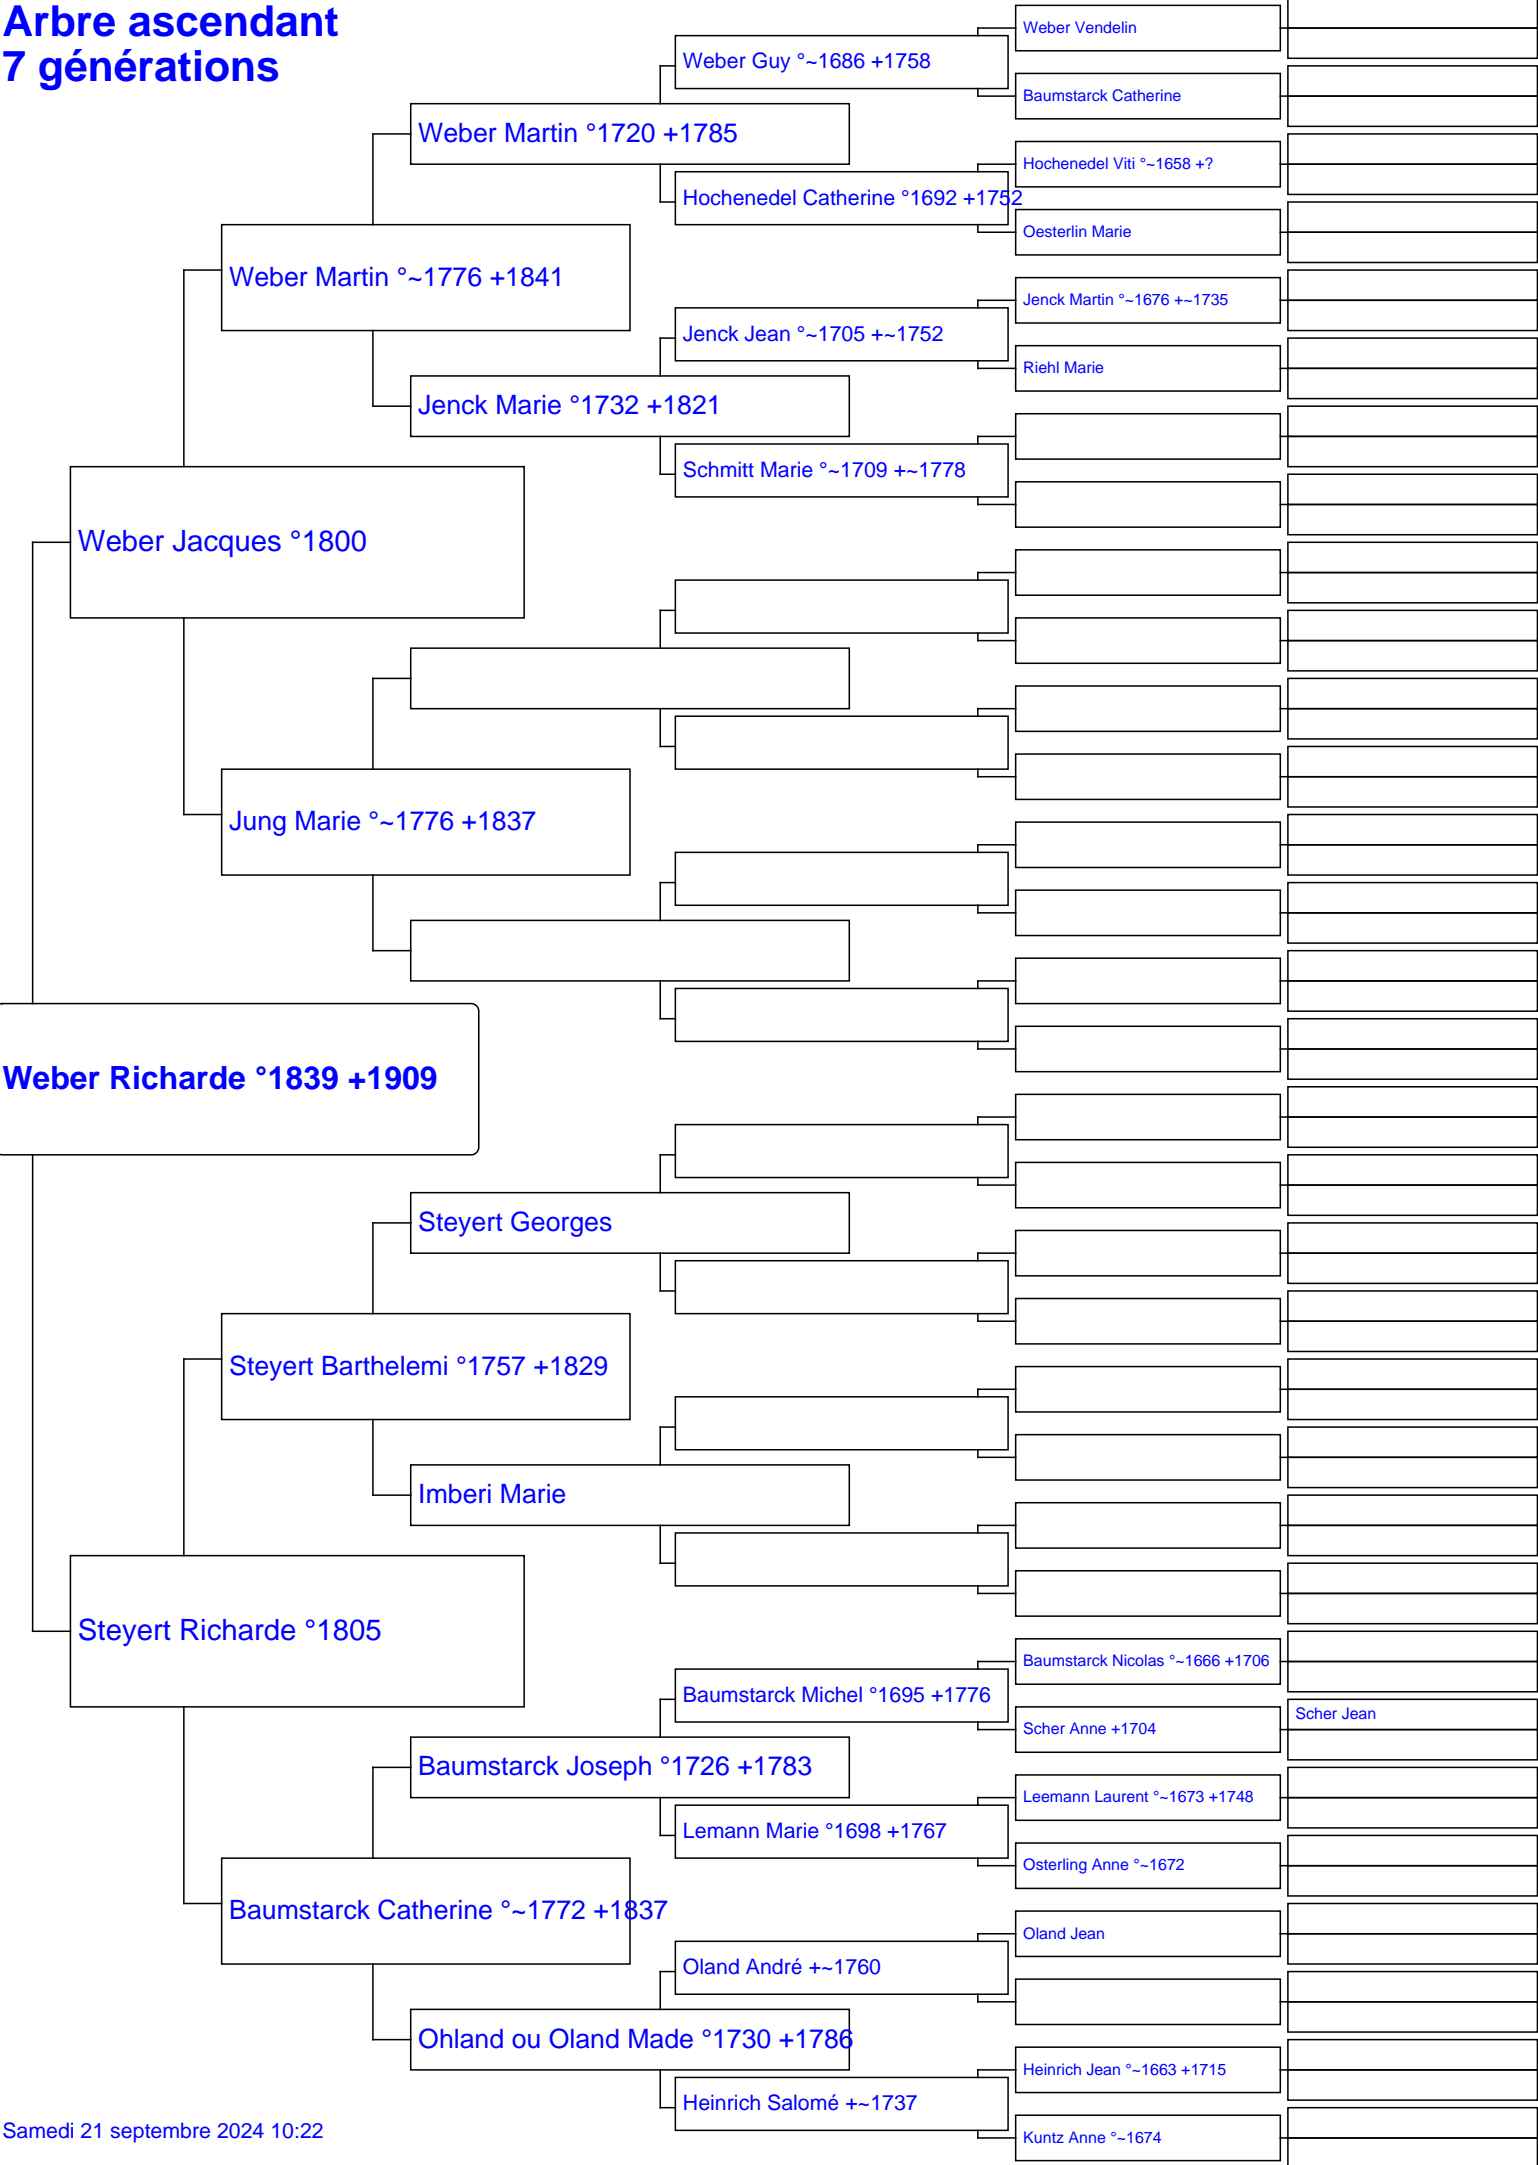 Arbre ascendant
7 générations
Weber Vendelin
Weber Guy °~1686 +1758
Baumstarck Catherine
Weber Martin °1720 +1785
Hochenedel Viti °~1658 +?
Hochenedel Catherine °1692 +1752
Oesterlin Marie
Weber Martin °~1776 +1841
Jenck Martin °~1676 +~1735
Jenck Jean °~1705 +~1752
Riehl Marie
Jenck Marie °1732 +1821
Schmitt Marie °~1709 +~1778
Weber Jacques °1800
Jung Marie °~1776 +1837
Weber Richarde °1839 +1909
Steyert Georges
Steyert Barthelemi °1757 +1829
Imberi Marie
Steyert Richarde °1805
Baumstarck Nicolas °~1666 +1706
Baumstarck Michel °1695 +1776
Scher Jean
Scher Anne +1704
Baumstarck Joseph °1726 +1783
Leemann Laurent °~1673 +1748
Lemann Marie °1698 +1767
Osterling Anne °~1672
Baumstarck Catherine °~1772 +1837
Oland Jean
Oland André +~1760
Ohland ou Oland Made °1730 +1786
Heinrich Jean °~1663 +1715
Heinrich Salomé +~1737
Kuntz Anne °~1674
Samedi 21 septembre 2024 10:22